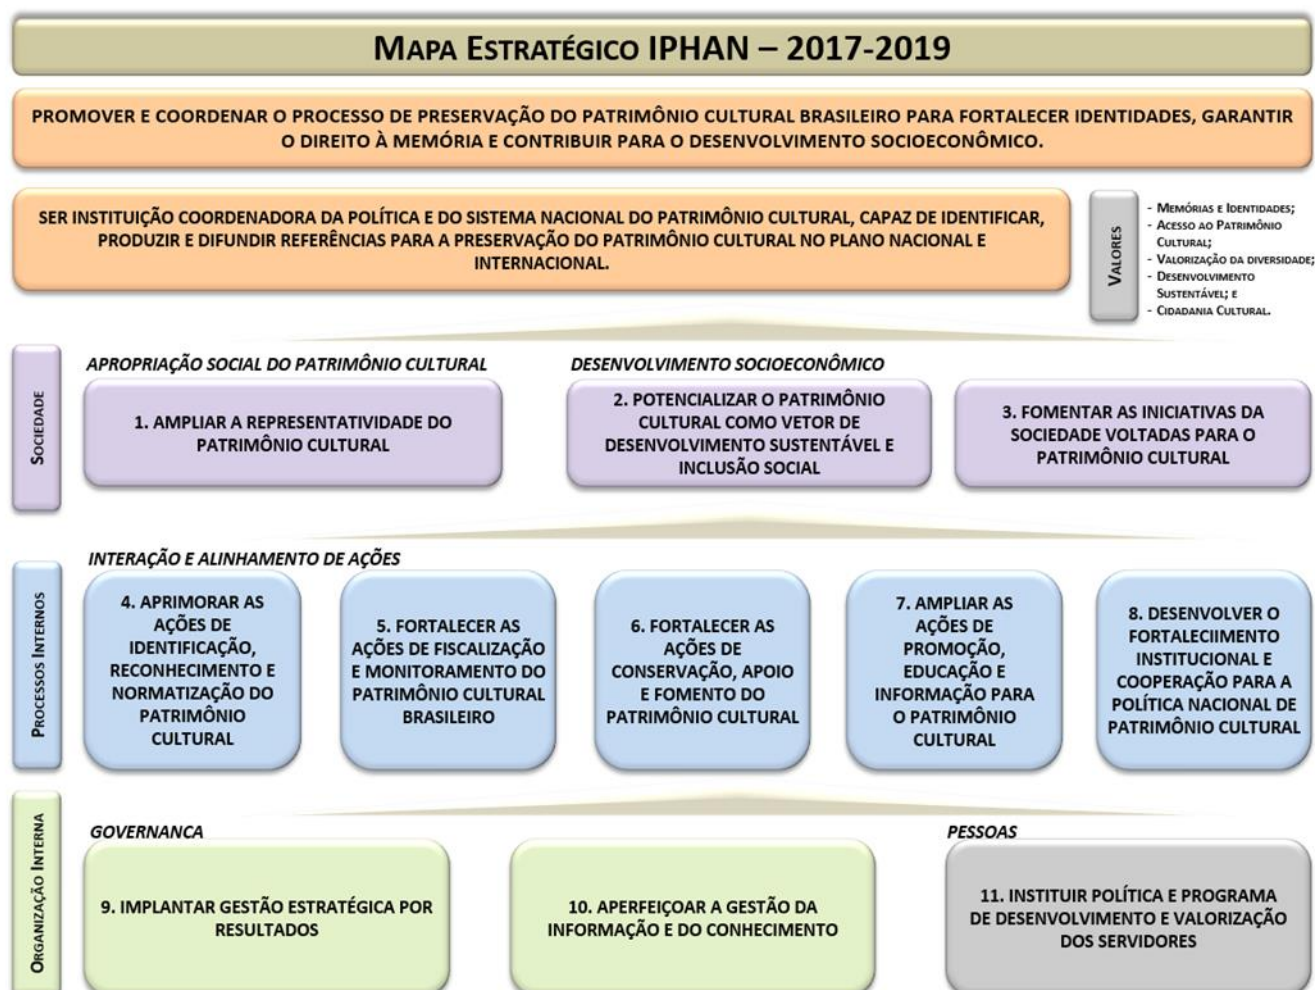 MAPA ESTRATÉGICO IPHAN – 2017-2019
PROMOVER E COORDENAR O PROCESSO DE PRESERVAÇÃO DO PATRIMÔNIO CULTURAL BRASILEIRO PARA FORTALECER IDENTIDADES, GARANTIR
O DIREITO À MEMÓRIA E CONTRIBUIR PARA O DESENVOLVIMENTO SOCIOECONÔMICO.
SER INSTITUIÇÃO COORDENADORA DA POLÍTICA E DO SISTEMA NACIONAL DO PATRIMÔNIO CULTURAL, CAPAZ DE IDENTIFICAR,
PRODUZIR E DIFUNDIR REFERÊNCIAS PARA A PRESERVAÇÃO DO PATRIMÔNIO CULTURAL NO PLANO NACIONAL E
INTERNACIONAL.
VALORES
- MEMÓRIAS E IDENTIDADES;
- ACESSO AO PATRIMÔNIO
CULTURAL;
- VALORIZAÇÃO DA DIVERSIDADE;
- DESENVOLVIMENTO
SUSTENTÁVEL; E
- CIDADANIA CULTURAL.
SOCIEDADE
APROPRIAÇÃO SOCIAL DO PATRIMÔNIO CULTURAL
1. AMPLIAR A REPRESENTATIVIDADE DO
PATRIMÔNIO CULTURAL
DESENVOLVIMENTO SOCIOECONÔMICO
2. POTENCIALIZAR O PATRIMÔNIO
CULTURAL COMO VETOR DE
DESENVOLVIMENTO SUSTENTÁVEL E
INCLUSÃO SOCIAL
3. FOMENTAR AS INICIATIVAS DA
SOCIEDADE VOLTADAS PARA O
PATRIMÔNIO CULTURAL
PROCESSOS INTERNOS
INTERAÇÃO E ALINHAMENTO DE AÇÕES
4. APRIMORAR AS
AÇÕES DE
IDENTIFICAÇÃO,
RECONHECIMENTO E
NORMATIZAÇÃO DO
PATRIMÔNIO
CULTURAL
5. FORTALECER AS
AÇÕES DE FISCALIZAÇÃO
E MONITORAMENTO DO
PATRIMÔNIO CULTURAL
BRASILEIRO
6. FORTALECER AS
AÇÕES DE
CONSERVAÇÃO, APOIO
E FOMENTO DO
PATRIMÔNIO CULTURAL
7. AMPLIAR AS
AÇÕES DE
PROMOÇÃO,
EDUCAÇÃO E
INFORMAÇÃO PARA
O PATRIMÔNIO
CULTURAL
8. DESENVOLVER O
FORTALECIIMENTO
INSTITUCIONAL E
COOPERAÇÃO PARA A
POLÍTICA NACIONAL DE
PATRIMÔNIO CULTURAL
ORGANIZAÇÃO INTERNA
GOVERNANCA
9. IMPLANTAR GESTÃO ESTRATÉGICA POR
RESULTADOS
10. APERFEIÇOAR A GESTÃO DA
INFORMAÇÃO E DO CONHECIMENTO
PESSOAS
11. INSTITUIR POLÍTICA E PROGRAMA
DE DESENVOLVIMENTO E VALORIZAÇÃO
DOS SERVIDORES